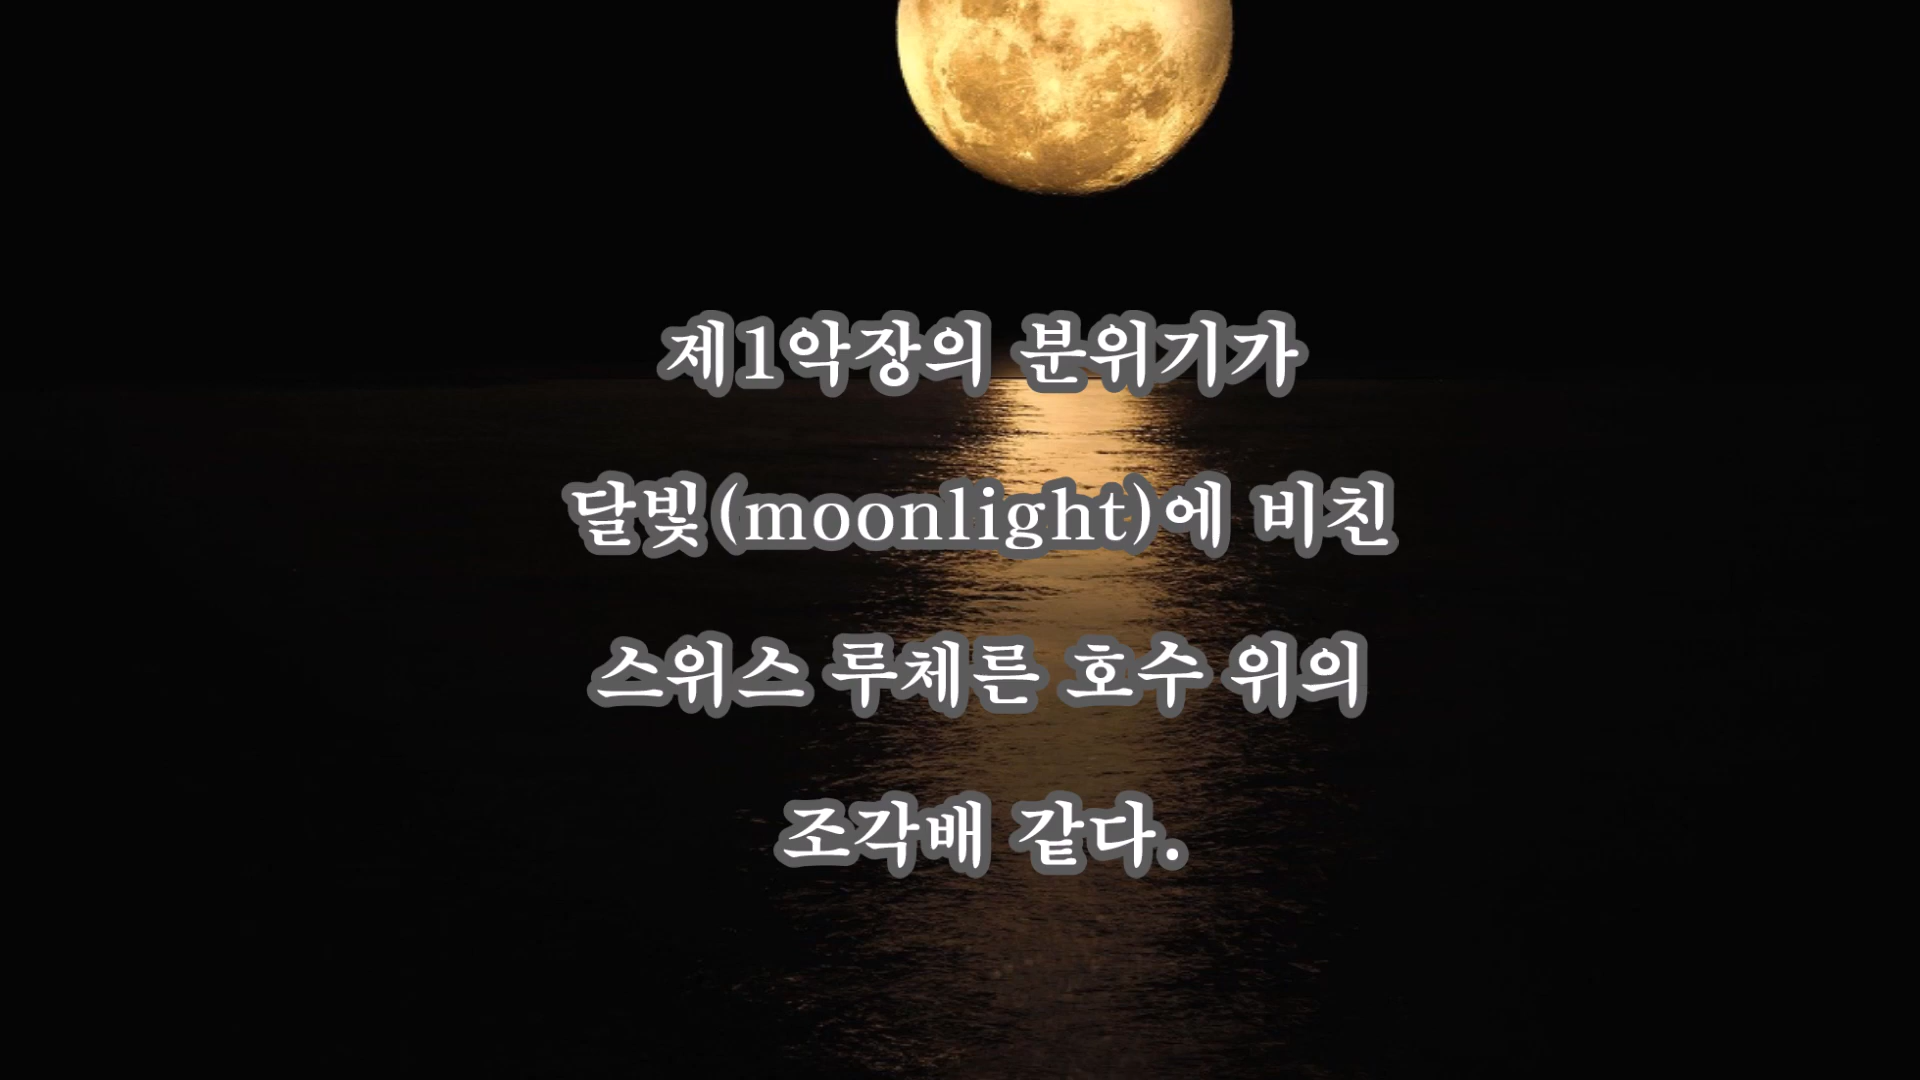 제1악장의 분위기가
달빛(moonlight)에 비친
스위스 루체른 호수 위의
조각배 같다.